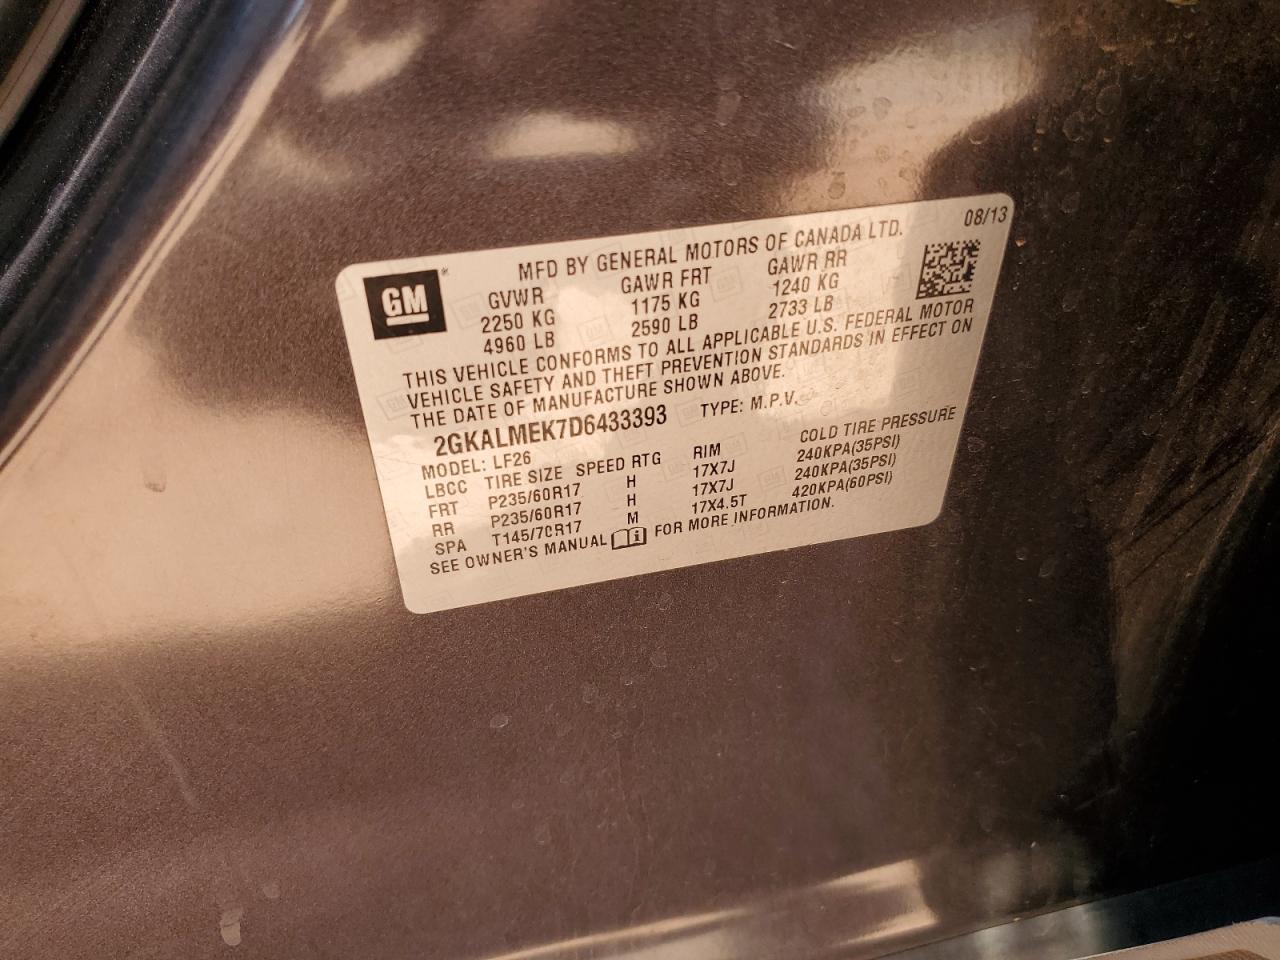 08/13
MFD BY GENERAL MOTORS OF CANADA LTD.
GM
GVWR GAWR FRT GAWR RR
2250 KG 1175 KG 1240 KG
4960 LB 2590 LB 2733 LB
THIS VEHICLE CONFORMS TO ALL APPLICABLE U.S. FEDERAL MOTOR
VEHICLE SAFETY AND THEFT PREVENTION STANDARDS IN EFFECT ON
THE DATE OF MANUFACTURE SHOWN ABOVE.
2GKALMEK7D6433393 TYPE: M.P.V.
MODEL: LF26
LBCC TIRE SIZE SPEED RTG RIM COLD TIRE PRESSURE
FRT P235/60R17 H 17X7J 240KPA(35PSI)
RR P235/60R17 H 17X7J 240KPA(35PSI)
SPA T145/70R17 M 17X4.5T 420KPA(60PSI)
SEE OWNER'S MANUAL FOR MORE INFORMATION.